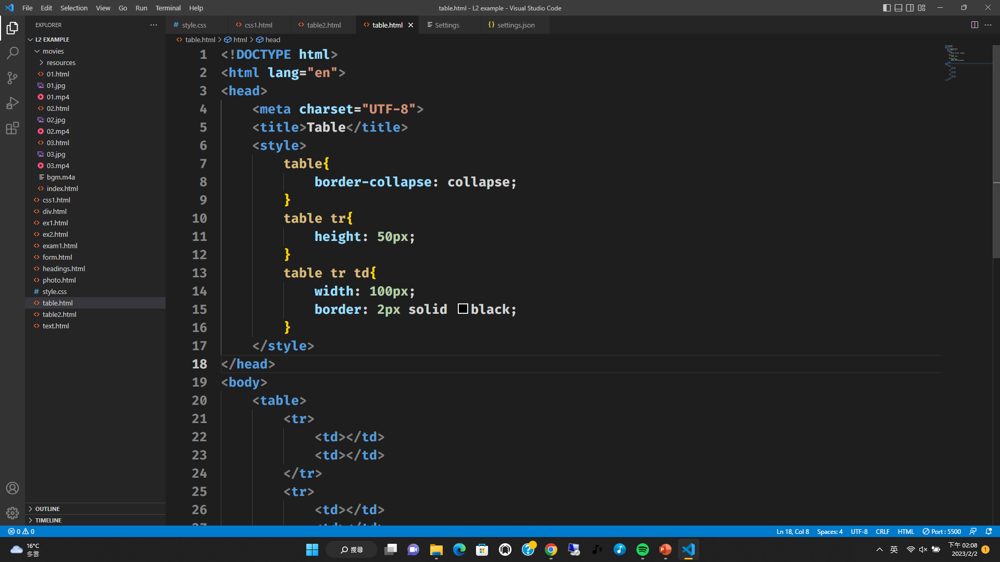 File Edit Selection View Go Run Terminal Help
table.html - L2 example - Visual Studio Code
EXPLORER
style.css
css1.html
table2.html
table.html
Settings
settings.json
table.html > html > head
L2 EXAMPLE
movies
resources
01.html
01.jpg
01.mp4
02.html
02.jpg
02.mp4
03.html
03.jpg
03.mp4
bgm.m4a
index.html
css1.html
div.html
ex1.html
ex2.html
exam1.html
form.html
headings.html
photo.html
style.css
table.html
table2.html
text.html
OUTLINE
TIMELINE
1 <!DOCTYPE html>
2 <html lang="en">
3 <head>
4 <meta charset="UTF-8">
5 <title>Table</title>
6 <style>
7 table{
8 border-collapse: collapse;
9 }
10 table tr{
11 height: 50px;
12 }
13 table tr td{
14 width: 100px;
15 border: 2px solid black;
16 }
17 </style>
18 </head>
19 <body>
20 <table>
21 <tr>
22 <td></td>
23 <td></td>
24 </tr>
25 <tr>
26 <td></td>
0 0
Ln 18, Col 8 Spaces: 4 UTF-8 CRLF HTML Port : 5500
16°C
多雲
搜尋
英
下午 02:08
2023/2/2
1